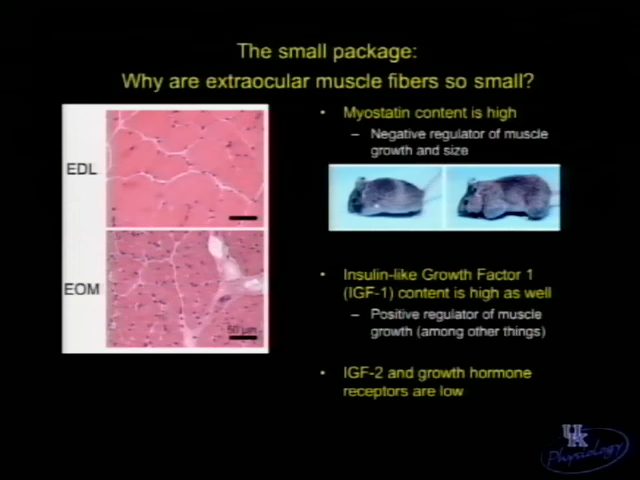 The small package:
Why are extraocular muscle fibers so small?
EDL
EOM
50 µm
• Myostatin content is high
– Negative regulator of muscle
growth and size
• Insulin-like Growth Factor 1
(IGF-1) content is high as well
– Positive regulator of muscle
growth (among other things)
• IGF-2 and growth hormone
receptors are low
UK
Physiology